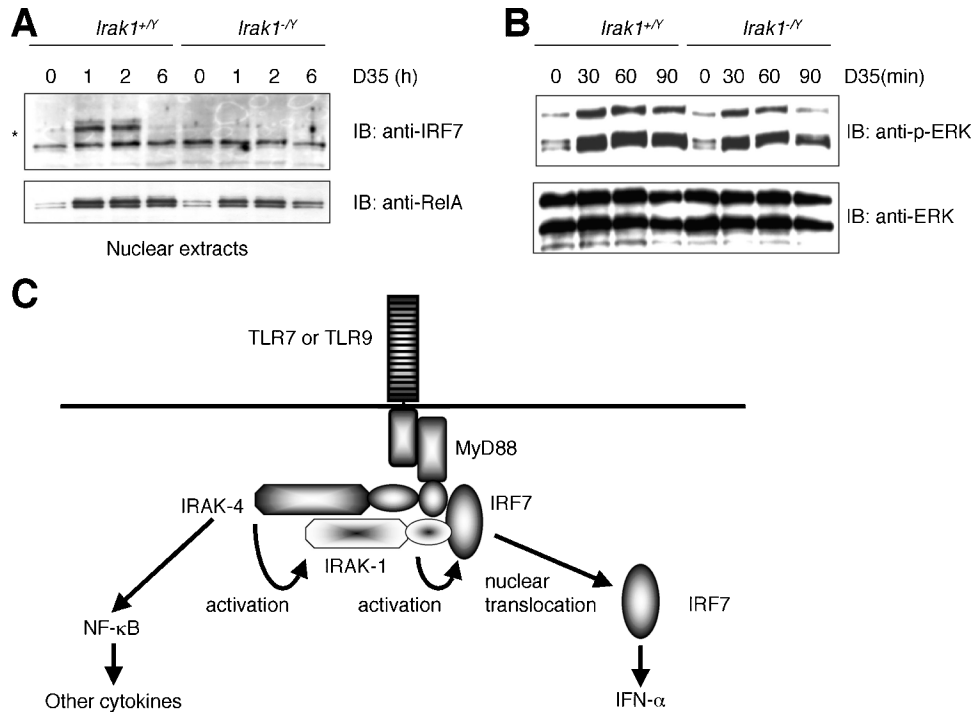 A
Irak1+/Y
Irak1-/Y
0 1 2 6 0 1 2 6 D35 (h)
*
IB: anti-IRF7
IB: anti-RelA
Nuclear extracts
B
Irak1+/Y
Irak1-/Y
0 30 60 90 0 30 60 90 D35(min)
IB: anti-p-ERK
IB: anti-ERK
C
TLR7 or TLR9
MyD88
IRAK-4
IRF7
IRAK-1
activation
activation
nuclear
translocation
IRF7
NF-κB
Other cytokines
IFN-α